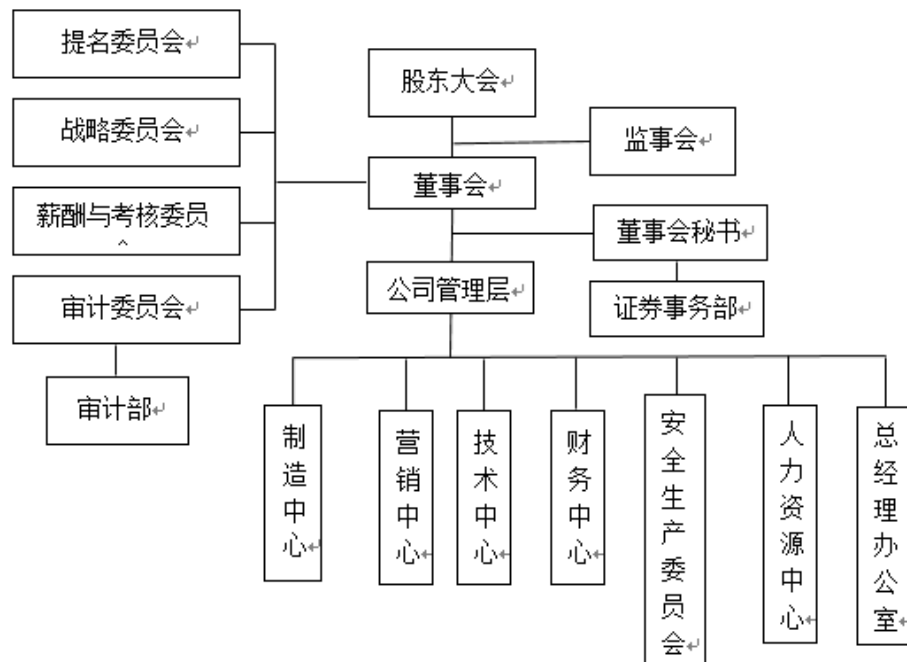 提名委员会
股东大会
战略委员会
监事会
董事会
薪酬与考核委员
董事会秘书
公司管理层
审计委员会
证券事务部
审计部
制造中心
营销中心
技术中心
财务中心
安全生产委员会
人力资源中心
总经理办公室